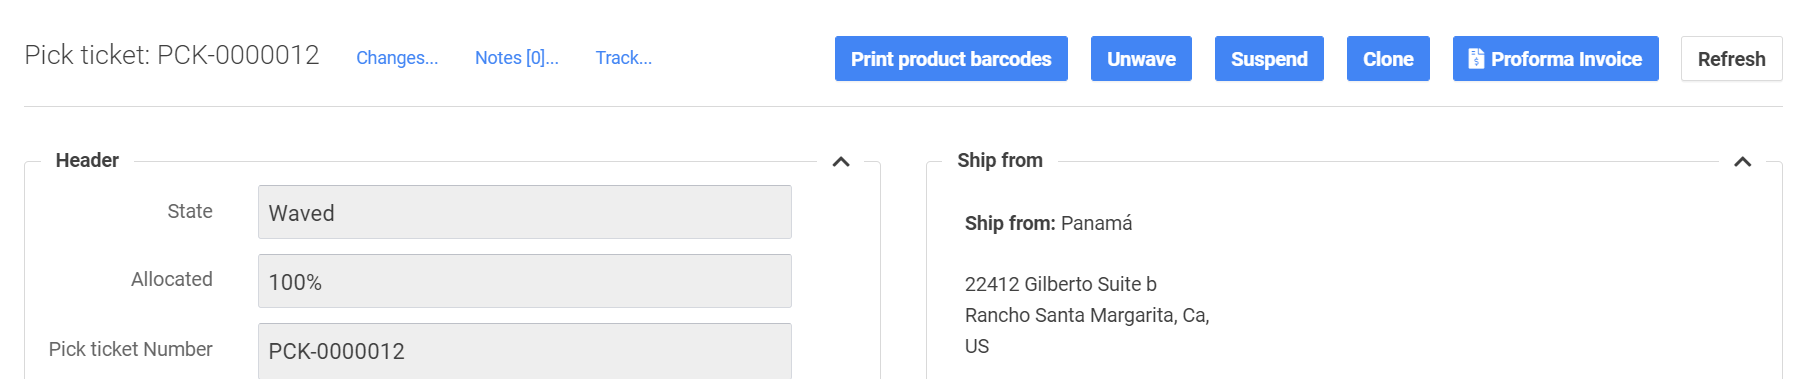 Pick ticket: PCK-0000012 Changes... Notes [0]... Track... Print product barcodes Unwave Suspend Clone Proforma Invoice Refresh
Header
State Waved
Allocated 100%
Pick ticket Number PCK-0000012
Ship from
Ship from: Panamá
22412 Gilberto Suite b
Rancho Santa Margarita, Ca,
US